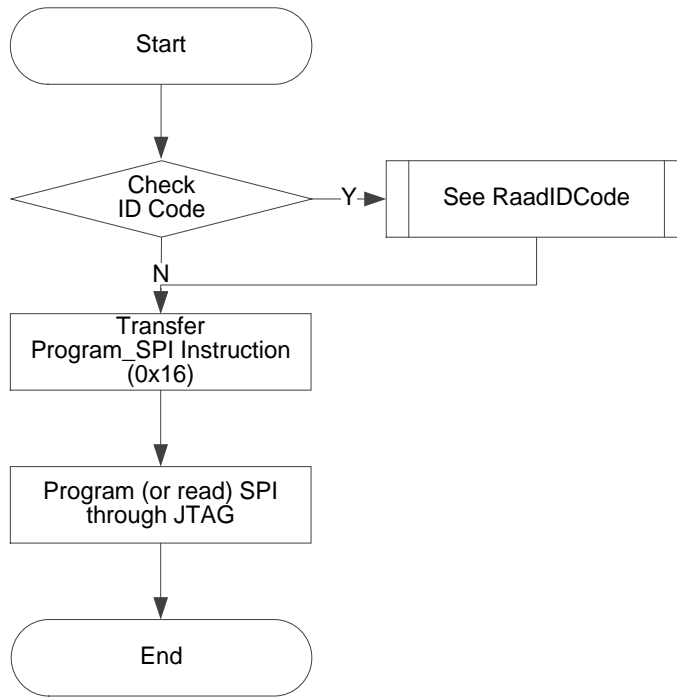 Start
Check
ID Code
Y
See RaadIDCode
N
Transfer
Program_SPI Instruction
(0x16)
Program (or read) SPI
through JTAG
End